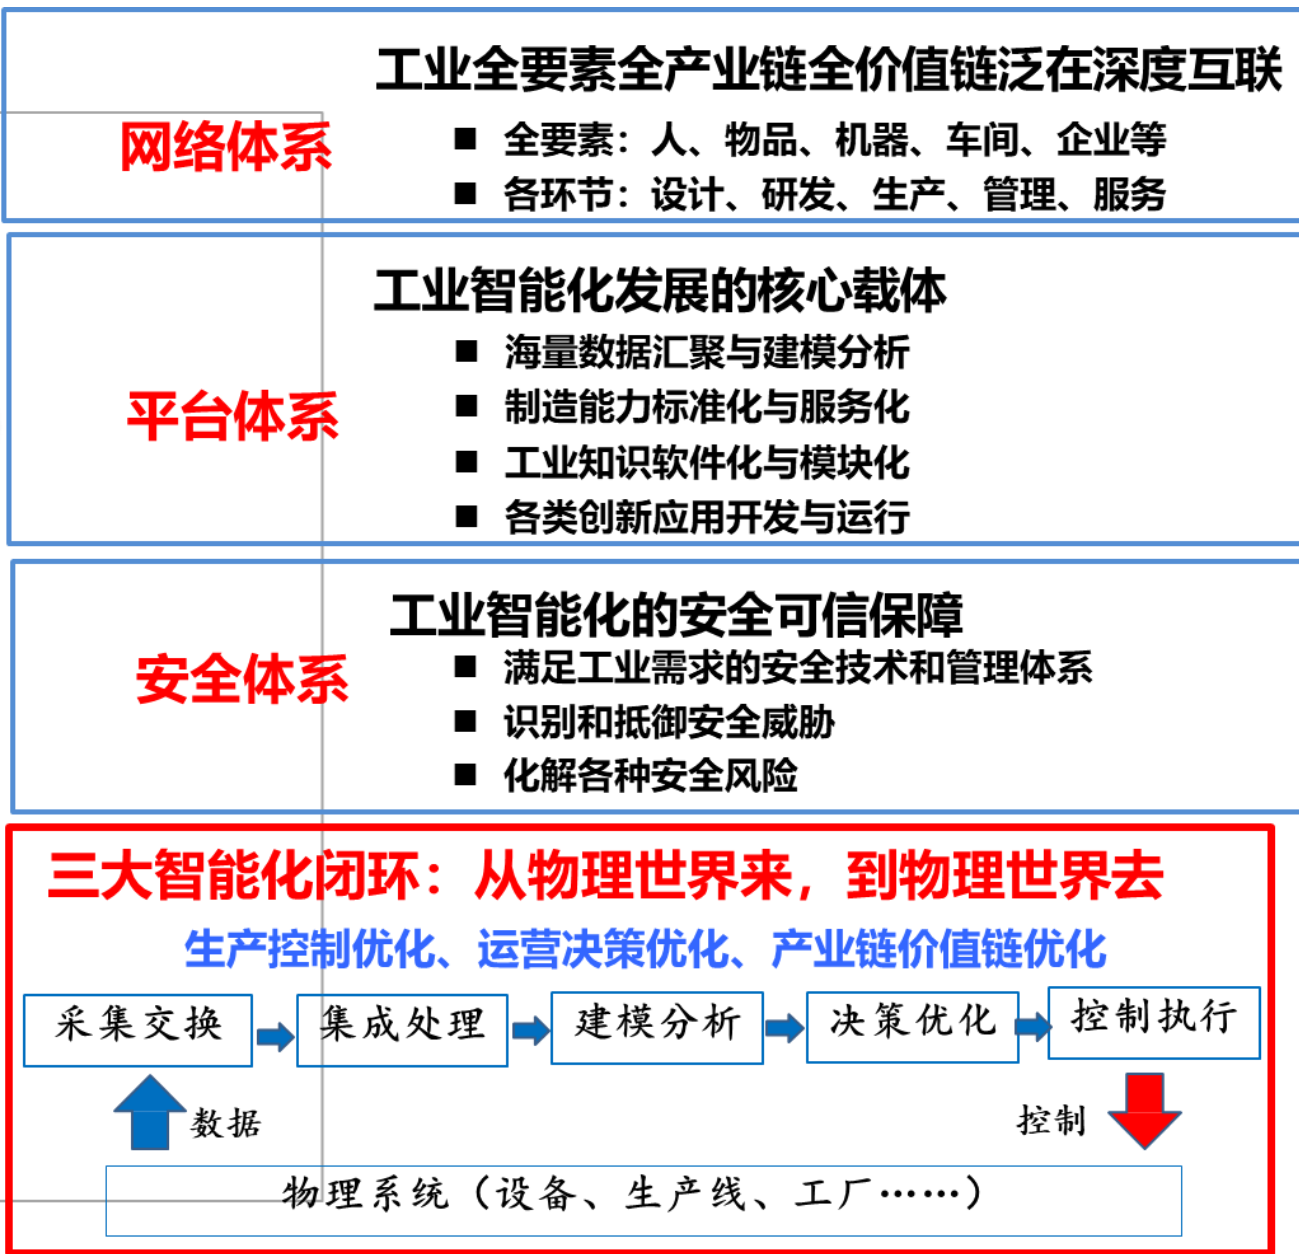 工业全要素全产业链全价值链泛在深度互联
网络体系
■ 全要素：人、物品、机器、车间、企业等
■ 各环节：设计、研发、生产、管理、服务
工业智能化发展的核心载体
平台体系
■ 海量数据汇聚与建模分析
■ 制造能力标准化与服务化
■ 工业知识软件化与模块化
■ 各类创新应用开发与运行
工业智能化的安全可信保障
安全体系
■ 满足工业需求的安全技术和管理体系
■ 识别和抵御安全威胁
■ 化解各种安全风险
三大智能化闭环：从物理世界来，到物理世界去
生产控制优化、运营决策优化、产业链价值链优化
采集交换
集成处理
建模分析
决策优化
控制执行
数据
控制
物理系统（设备、生产线、工厂……）